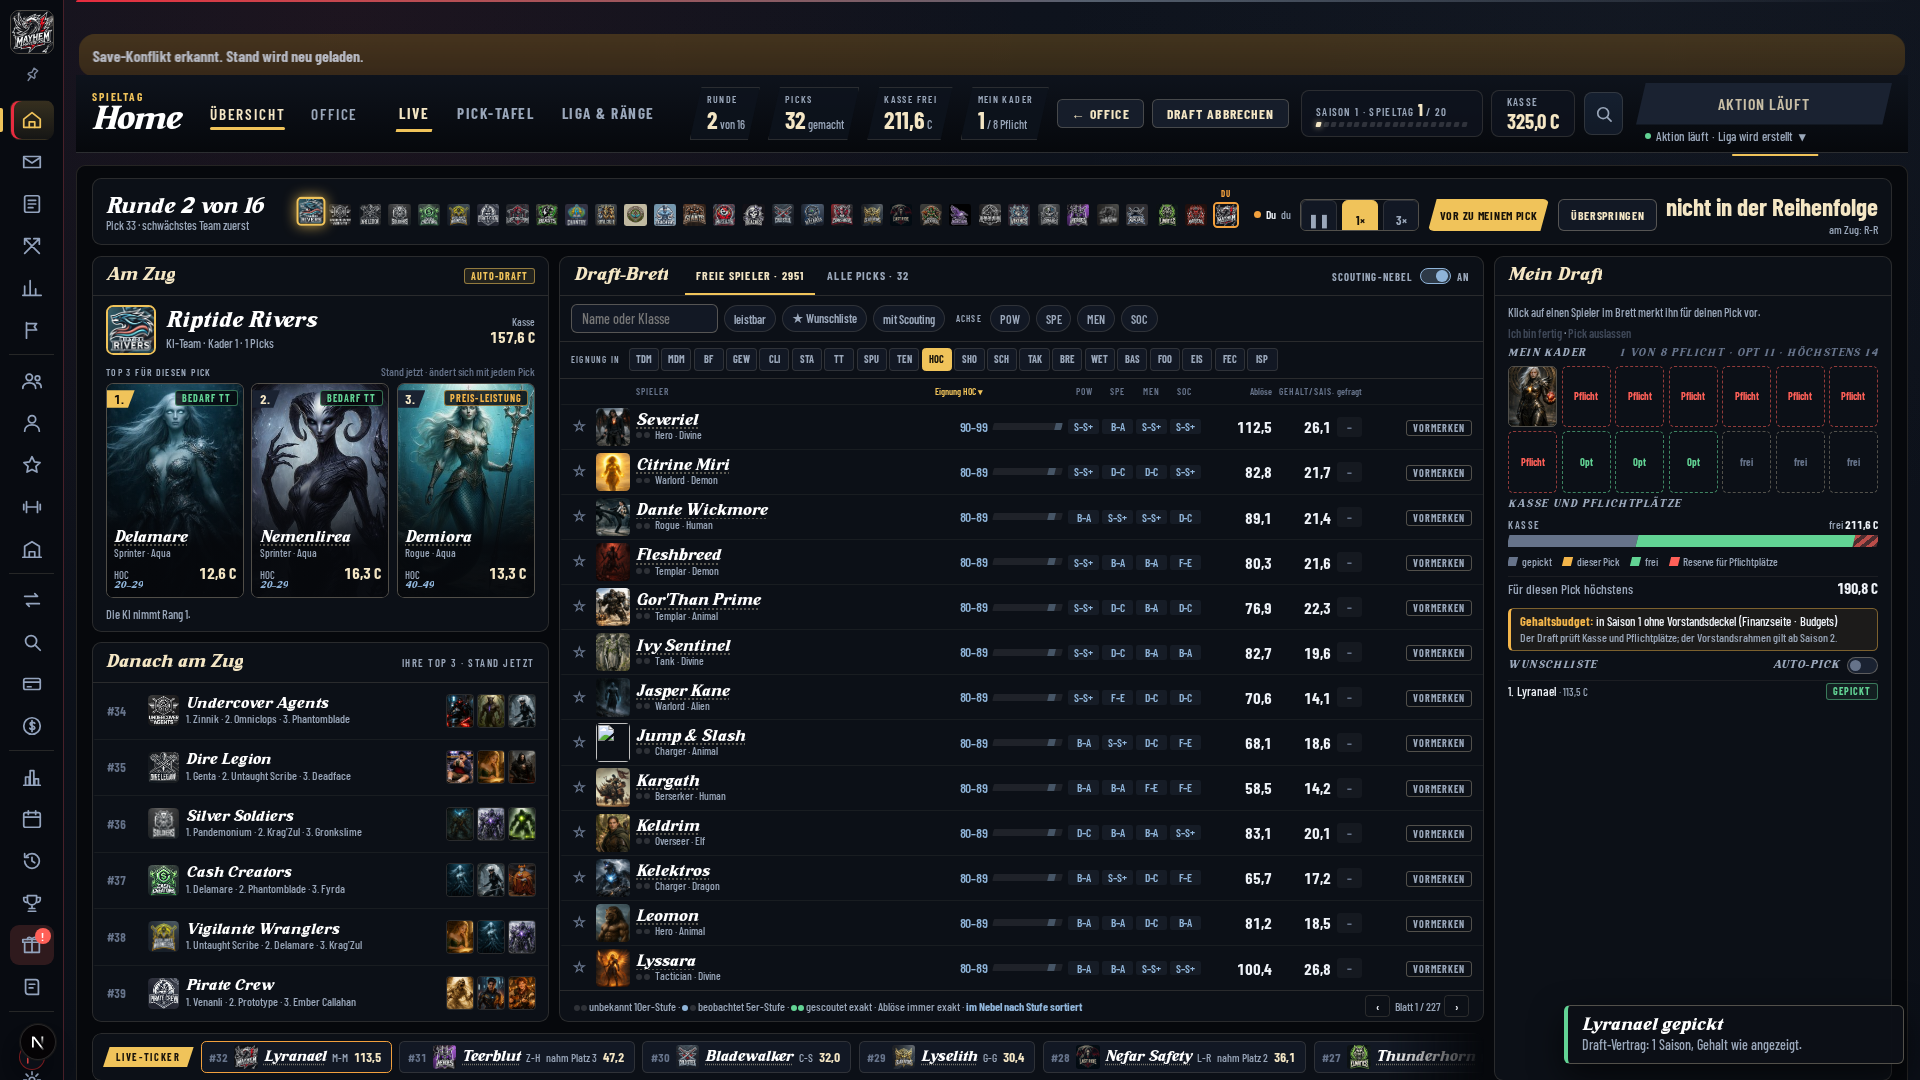 Save-Konflikt erkannt. Stand wird neu geladen.
SPIELTAG
Home
ÜBERSICHT
OFFICE
LIVE
PICK-TAFEL
LIGA & RÄNGE
RUNDE
2 von 16
PICKS
32 gemacht
KASSE FREI
211,6 C
MEIN KADER
1 / 8 Pflicht
← OFFICE
DRAFT ABBRECHEN
SAISON 1 · SPIELTAG 1 / 20
KASSE
325,0 C
AKTION LÄUFT
Aktion läuft · Liga wird erstellt ▼
Runde 2 von 16
Pick 33 · schwächstes Team zuerst
DU
Du du
1×
3×
VOR ZU MEINEM PICK
ÜBERSPRINGEN
nicht in der Reihenfolge
am Zug: R-R
Am Zug
AUTO-DRAFT
Riptide Rivers
KI-Team · Kader 1 · 1 Picks
Kasse
157,6 C
TOP 3 FÜR DIESEN PICK
Stand jetzt · ändert sich mit jedem Pick
1.
BEDARF TT
Delamare
Sprinter · Aqua
HOC
20–29
12,6 C
2.
BEDARF TT
Nemenlirea
Sprinter · Aqua
HOC
20–29
16,3 C
3.
PREIS-LEISTUNG
Demiora
Rogue · Aqua
HOC
40–49
13,3 C
Die KI nimmt Rang 1.
Danach am Zug
IHRE TOP 3 · STAND JETZT
#34
Undercover Agents
1. Zinnik · 2. Omniclops · 3. Phantomblade
#35
Dire Legion
1. Genta · 2. Untaught Scribe · 3. Deadface
#36
Silver Soldiers
1. Pandemonium · 2. Krag'Zul · 3. Gronkslime
#37
Cash Creators
1. Delamare · 2. Phantomblade · 3. Fyrda
#38
Vigilante Wranglers
1. Untaught Scribe · 2. Delamare · 3. Krag'Zul
#39
Pirate Crew
1. Venanli · 2. Prototype · 3. Ember Callahan
Draft-Brett
FREIE SPIELER · 2951
ALLE PICKS · 32
SCOUTING-NEBEL
AN
Name oder Klasse
leistbar
★ Wunschliste
mit Scouting
ACHSE
POW
SPE
MEN
SOC
EIGNUNG IN
TDM
MDM
BF
GEW
CLI
STA
TT
SPU
TEN
HOC
SHO
SCH
TAK
BRE
WET
BAS
FOO
EIS
FEC
ISP
SPIELER
Eignung HOC ▾
POW
SPE
MEN
SOC
Ablöse
GEHALT/SAIS
gefragt
Severiel
Hero · Divine
90–99 S–S+ B–A S–S+ S–S+ 112,5 26,1 – VORMERKEN
Citrine Miri
Warlord · Demon
80–89 S–S+ D–C D–C S–S+ 82,8 21,7 – VORMERKEN
Dante Wickmore
Rogue · Human
80–89 B–A S–S+ S–S+ D–C 89,1 21,4 – VORMERKEN
Fleshbreed
Templar · Demon
80–89 S–S+ B–A B–A F–E 80,3 21,6 – VORMERKEN
Gor'Than Prime
Templar · Animal
80–89 S–S+ D–C B–A D–C 76,9 22,3 – VORMERKEN
Ivy Sentinel
Tank · Divine
80–89 S–S+ D–C B–A B–A 82,7 19,6 – VORMERKEN
Jasper Kane
Warlord · Alien
80–89 S–S+ F–E D–C D–C 70,6 14,1 – VORMERKEN
Jump & Slash
Charger · Animal
80–89 B–A S–S+ D–C F–E 68,1 18,6 – VORMERKEN
Kargath
Berserker · Human
80–89 B–A B–A F–E F–E 58,5 14,2 – VORMERKEN
Keldrim
Overseer · Elf
80–89 D–C B–A B–A S–S+ 83,1 20,1 – VORMERKEN
Kelektros
Charger · Dragon
80–89 B–A S–S+ D–C F–E 65,7 17,2 – VORMERKEN
Leomon
Hero · Animal
80–89 B–A B–A D–C B–A 81,2 18,5 – VORMERKEN
Lyssara
Tactician · Divine
80–89 B–A B–A S–S+ S–S+ 100,4 26,8 – VORMERKEN
unbekannt 10er-Stufe · beobachtet 5er-Stufe · gescoutet exakt · Ablöse immer exakt · im Nebel nach Stufe sortiert
‹ Blatt 1 / 227 ›
Mein Draft
Klick auf einen Spieler im Brett merkt ihn für deinen Pick vor.
Ich bin fertig · Pick auslassen
MEIN KADER
1 VON 8 PFLICHT · OPT 11 · HÖCHSTENS 14
Pflicht Pflicht Pflicht Pflicht Pflicht Pflicht
Pflicht Opt Opt Opt frei frei frei
KASSE UND PFLICHTPLÄTZE
KASSE
frei 211,6 C
gepickt dieser Pick frei Reserve für Pflichtplätze
Für diesen Pick höchstens
190,8 C
Gehaltsbudget: in Saison 1 ohne Vorstandsdeckel (Finanzseite · Budgets)
Der Draft prüft Kasse und Pflichtplätze; der Vorstandsrahmen gilt ab Saison 2.
WUNSCHLISTE
AUTO-PICK
1. Lyranael · 113,5 C
GEPICKT
Lyranael gepickt
Draft-Vertrag: 1 Saison, Gehalt wie angezeigt.
LIVE-TICKER
#32 Lyranael M-M 113,5
#31 Teerblut Z-H nahm Platz 3 47,2
#30 Bladewalker C-S 32,0
#29 Lyselith G-G 30,4
#28 Nefar Safety L-R nahm Platz 2 36,1
#27 Thunderhorn